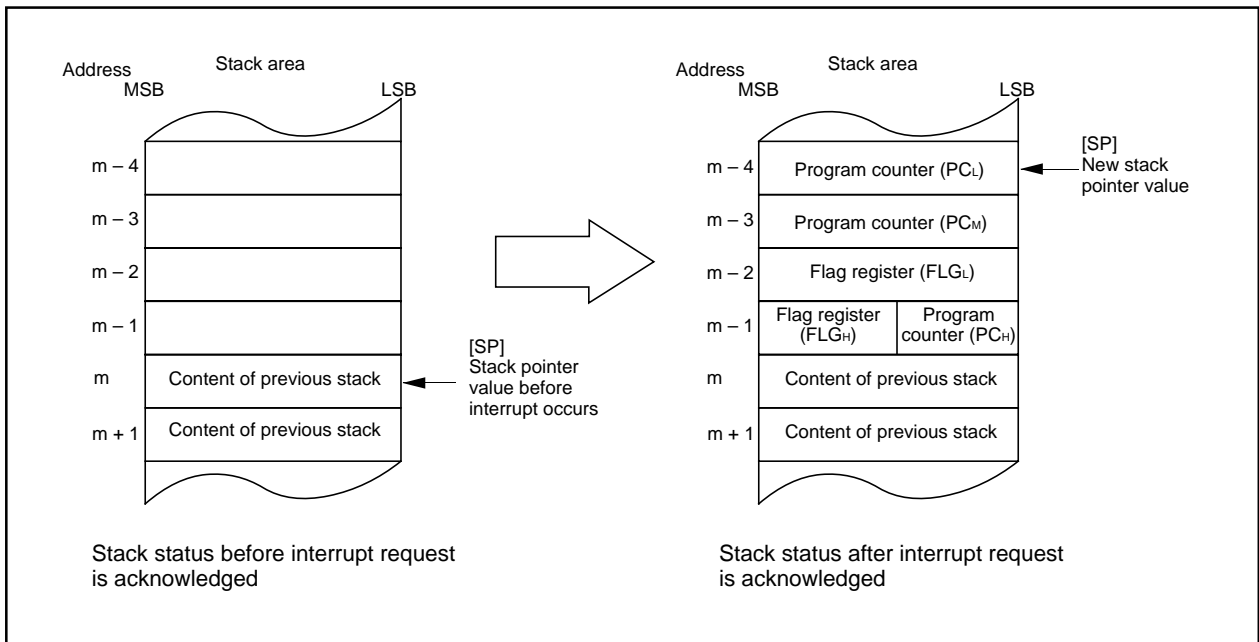 Address
Stack area
MSB
LSB
m – 4
m – 3
m – 2
m – 1
m
Content of previous stack
m + 1
Content of previous stack
[SP]
Stack pointer
value before
interrupt occurs
Stack status before interrupt request
is acknowledged
Address
Stack area
MSB
LSB
m – 4
Program counter (PCL)
[SP]
New stack
pointer value
m – 3
Program counter (PCM)
m – 2
Flag register (FLGL)
m – 1
Flag register
(FLGH)
Program
counter (PCH)
m
Content of previous stack
m + 1
Content of previous stack
Stack status after interrupt request
is acknowledged